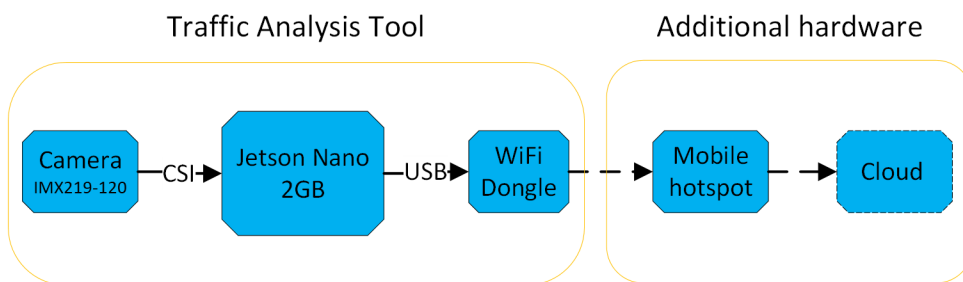 Traffic Analysis Tool
Additional hardware
Camera
IMX219-120
CSI
Jetson Nano
2GB
USB
WiFi
Dongle
Mobile
hotspot
Cloud